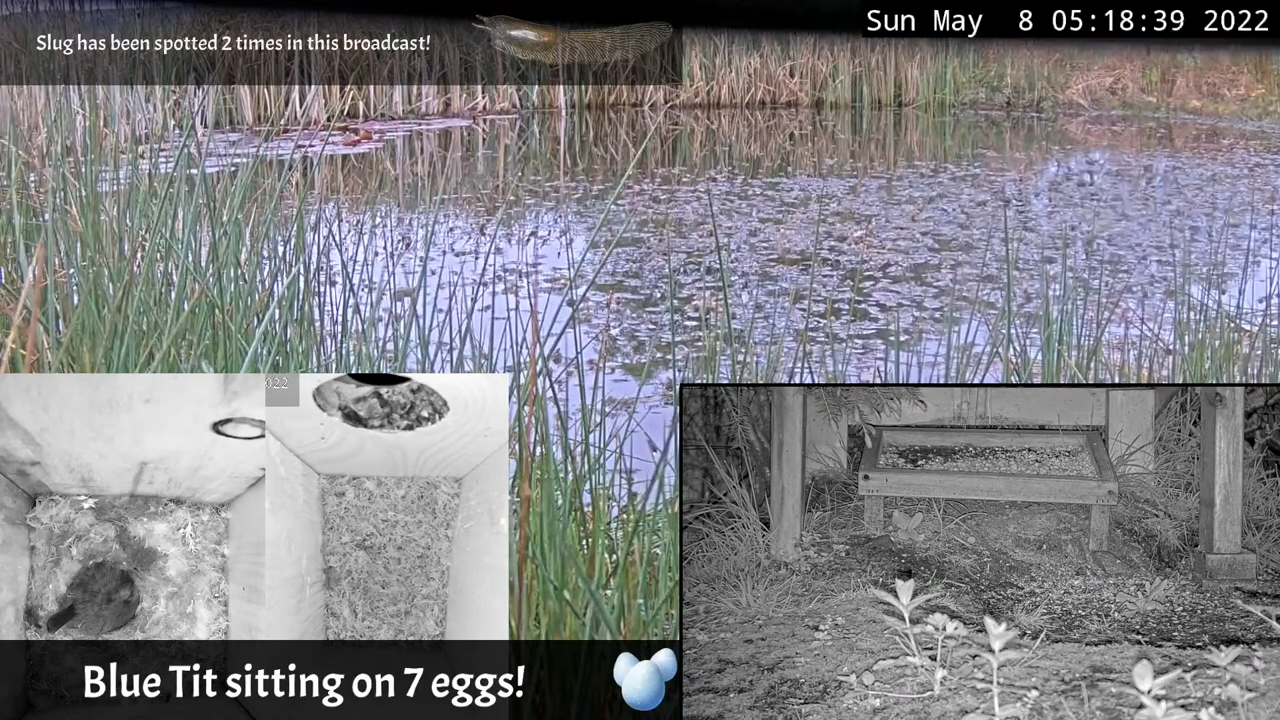 Slug has been spotted 2 times in this broadcast!
Sun May 8 05:18:39 2022
022
Blue Tit sitting on 7 eggs!